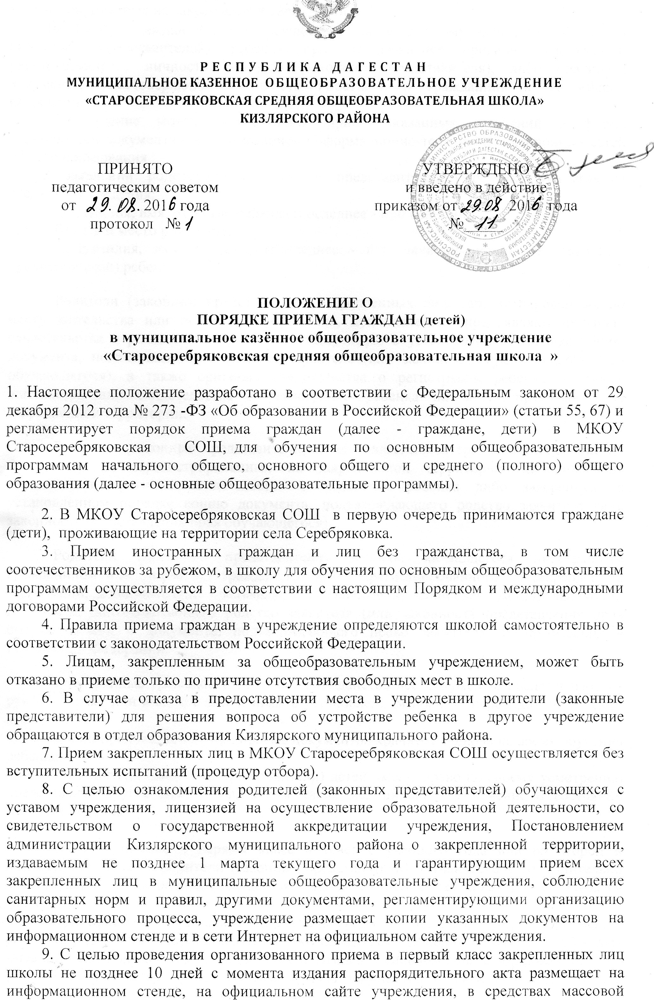 РЕСПУБЛИКА ДАГЕСТАН
МУНИЦИПАЛЬНОЕ КАЗЕННОЕ ОБЩЕОБРАЗОВАТЕЛЬНОЕ УЧРЕЖДЕНИЕ
«СТАРОСЕРЕБРЯКОВСКАЯ СРЕДНЯЯ ОБЩЕОБРАЗОВАТЕЛЬНАЯ ШКОЛА»
КИЗЛЯРСКОГО РАЙОНА
ПРИНЯТО
педагогическим советом
от 29.08.2016 года
протокол № 1
УТВЕРЖДЕНО
и введено в действие
приказом от 29.08 2016 года
№ 11
ПОЛОЖЕНИЕ О
ПОРЯДКЕ ПРИЕМА ГРАЖДАН (детей)
в муниципальное казённое общеобразовательное учреждение
«Старосеребряковская средняя общеобразовательная школа »
1. Настоящее положение разработано в соответствии с Федеральным законом от 29
декабря 2012 года № 273 -ФЗ «Об образовании в Российской Федерации» (статьи 55, 67) и
регламентирует порядок приема граждан (далее - граждане, дети) в МКОУ
Старосеребряковская СОШ, для обучения по основным общеобразовательным
программам начального общего, основного общего и среднего (полного) общего
образования (далее - основные общеобразовательные программы).
2. В МКОУ Старосеребряковская СОШ в первую очередь принимаются граждане
(дети), проживающие на территории села Серебряковка.
3. Прием иностранных граждан и лиц без гражданства, в том числе
соотечественников за рубежом, в школу для обучения по основным общеобразовательным
программам осуществляется в соответствии с настоящим Порядком и международными
договорами Российской Федерации.
4. Правила приема граждан в учреждение определяются школой самостоятельно в
соответствии с законодательством Российской Федерации.
5. Лицам, закрепленным за общеобразовательным учреждением, может быть
отказано в приеме только по причине отсутствия свободных мест в школе.
6. В случае отказа в предоставлении места в учреждении родители (законные
представители) для решения вопроса об устройстве ребенка в другое учреждение
обращаются в отдел образования Кизлярского муниципального района.
7. Прием закрепленных лиц в МКОУ Старосеребряковская СОШ осуществляется без
вступительных испытаний (процедур отбора).
8. С целью ознакомления родителей (законных представителей) обучающихся с
уставом учреждения, лицензией на осуществление образовательной деятельности, со
свидетельством о государственной аккредитации учреждения, Постановлением
администрации Кизлярского муниципального района о закрепленной территории,
издаваемым не позднее 1 марта текущего года и гарантирующим прием всех
закрепленных лиц в муниципальные общеобразовательные учреждения, соблюдение
санитарных норм и правил, другими документами, регламентирующими организацию
образовательного процесса, учреждение размещает копии указанных документов на
информационном стенде и в сети Интернет на официальном сайте учреждения.
9. С целью проведения организованного приема в первый класс закрепленных лиц
школы не позднее 10 дней с момента издания распорядительного акта размещает на
информационном стенде, на официальном сайте учреждения, в средствах массовой